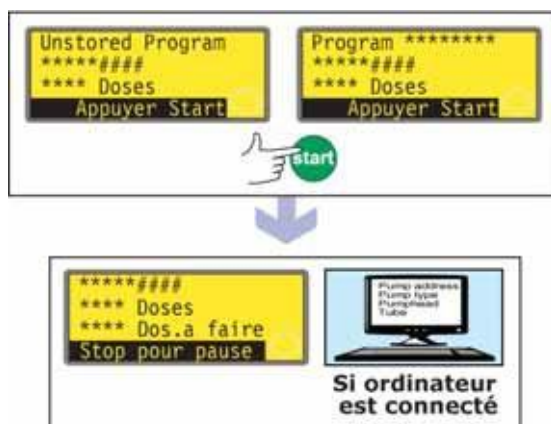 Unstored Program
*****####
**** Doses
Appuyer Start
Program ********
*****####
**** Doses
Appuyer Start
start
*****####
**** Doses
**** Dos.a faire
Stop pour pause
Pump address
Pump type
Pumphead
Tube
Si ordinateur
est connecté